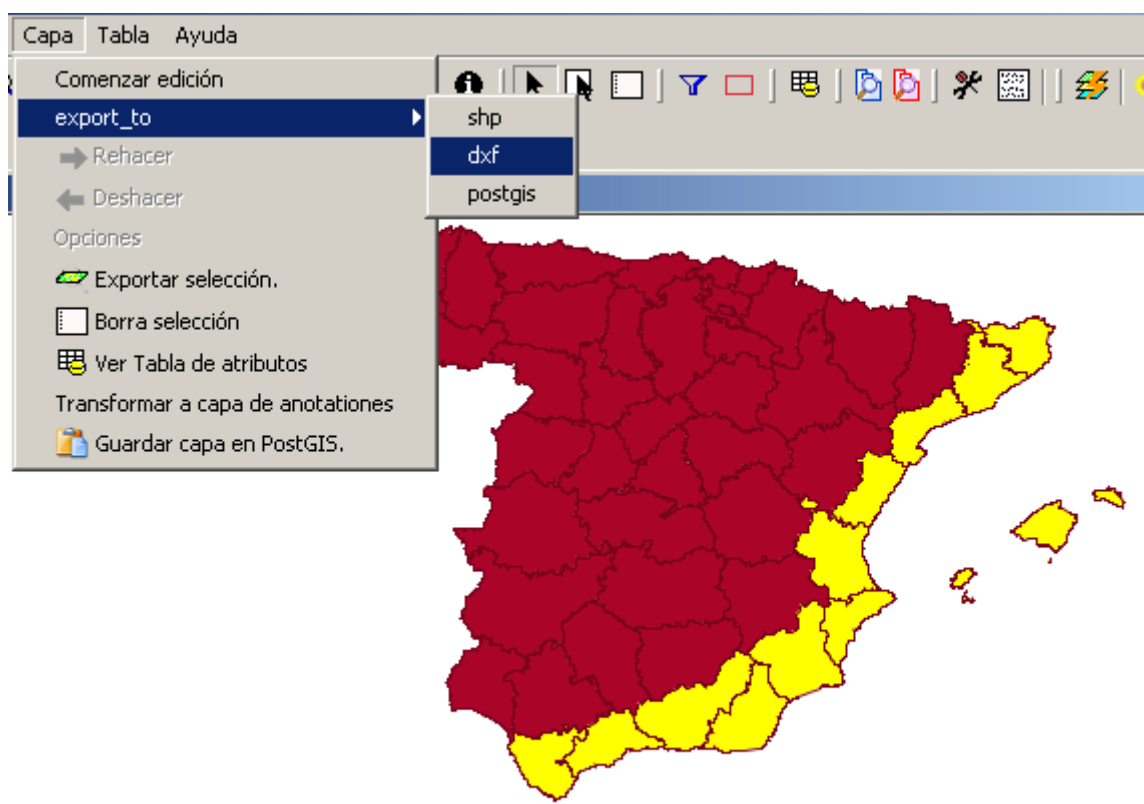 Capa Tabla Ayuda
Comenzar edición
export_to
shp
Rehacer
dxf
Deshacer
postgis
Opciones
Exportar selección.
Borra selección
Ver Tabla de atributos
Transformar a capa de anotationes
Guardar capa en PostGIS.